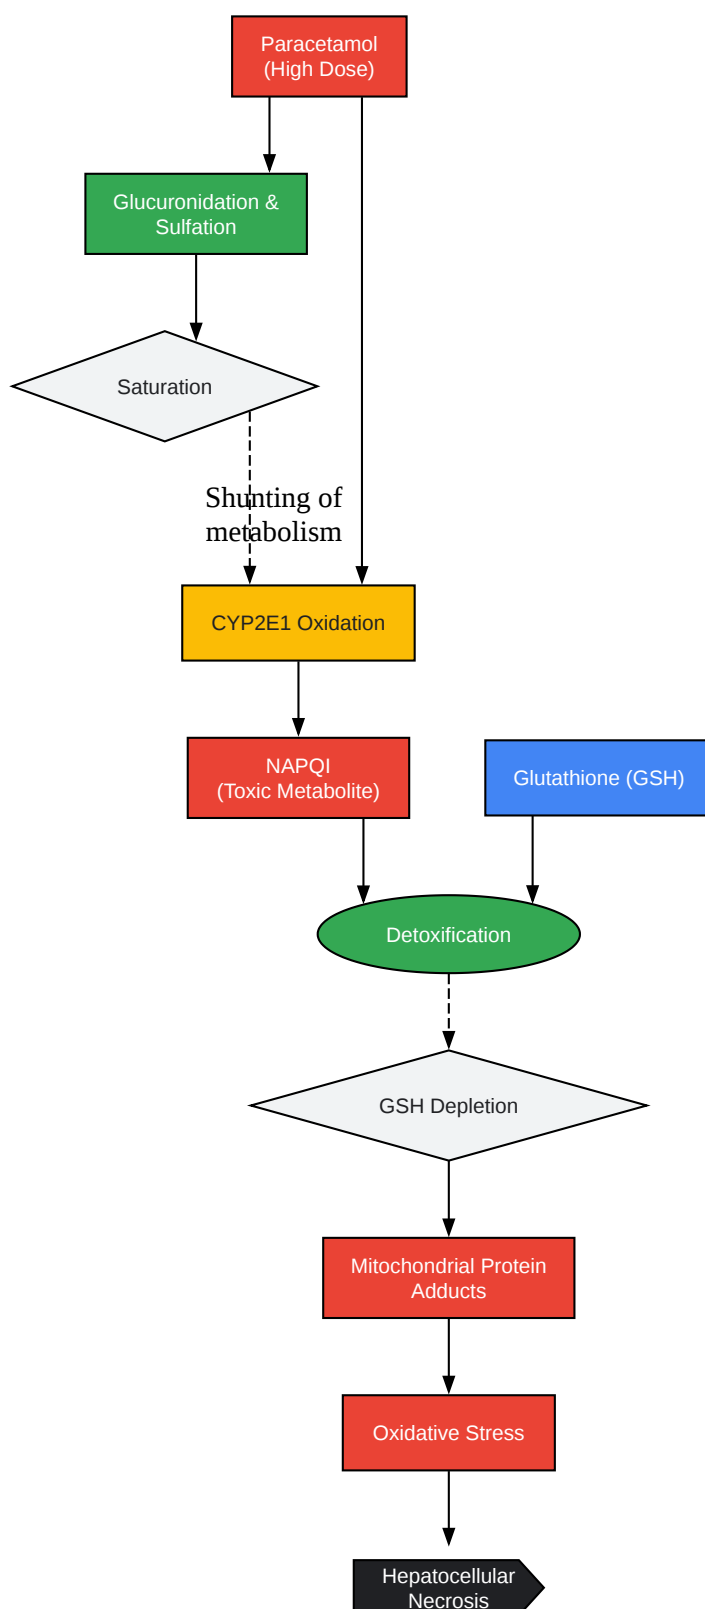 Paracetamol
(High Dose)
Glucuronidation &
Sulfation
Saturation
Shunting of
metabolism
CYP2E1 Oxidation
NAPQI
(Toxic Metabolite)
Glutathione (GSH)
Detoxification
GSH Depletion
Mitochondrial Protein
Adducts
Oxidative Stress
Hepatocellular
Necrosis